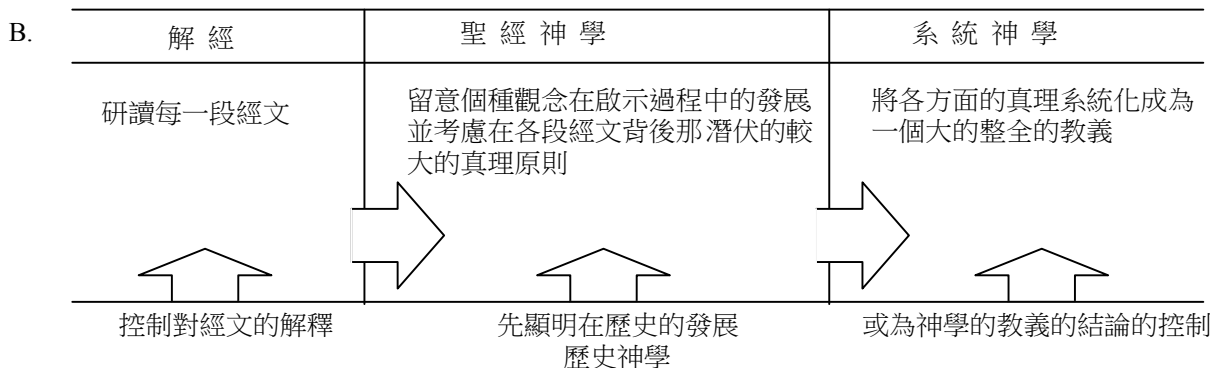 B.
解 經
聖 經 神 學
系 統 神 學
研讀每一段經文
留意個種觀念在啟示過程中的發展
並考慮在各段經文背後那潛伏的較
大的真理原則
將各方面的真理系統化成為
一個大的整全的教義
控制對經文的解釋
先顯明在歷史的發展
歷史神學
或為神學的教義的結論的控制